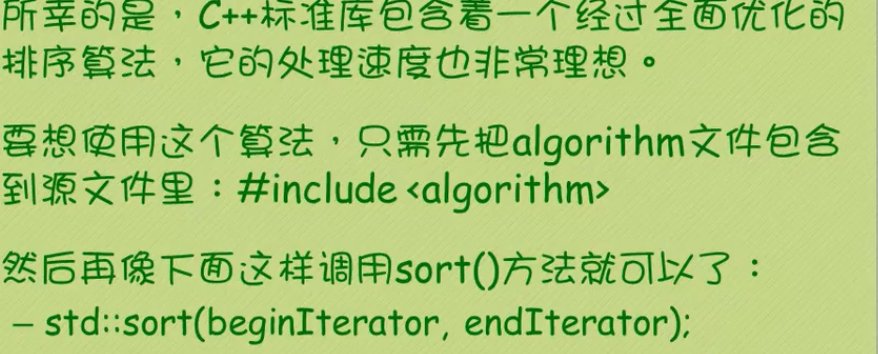 所幸的是，C++标准库包含着一个经过全面优化的
排序算法，它的处理速度也非常理想。
要想使用这个算法，只需先把algorithm文件包含
到源文件里：#include <algorithm>
然后再像下面这样调用sort()方法就可以了：
– std::sort(beginIterator, endIterator);